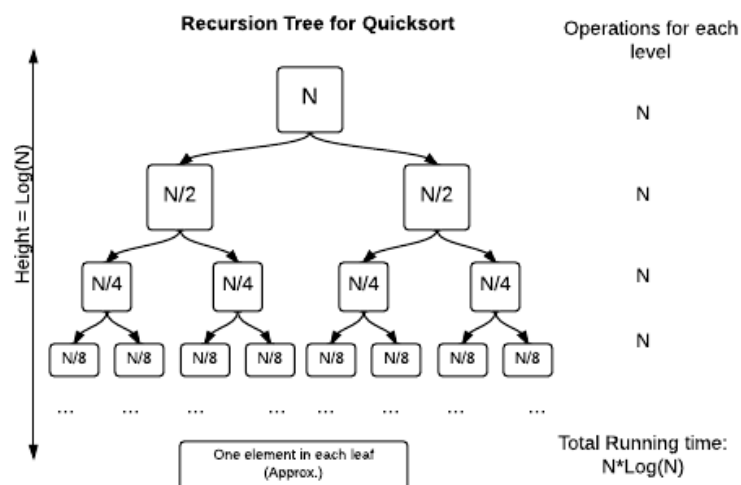 Recursion Tree for Quicksort
Operations for each
level
Height = Log(N)
N
N
N/2
N/2
N
N/4
N/4
N/4
N/4
N
N/8
N/8
N/8
N/8
N/8
N/8
N/8
N/8
N
...
...
...
...
...
...
...
...
One element in each leaf
(Approx.)
Total Running time:
N*Log(N)